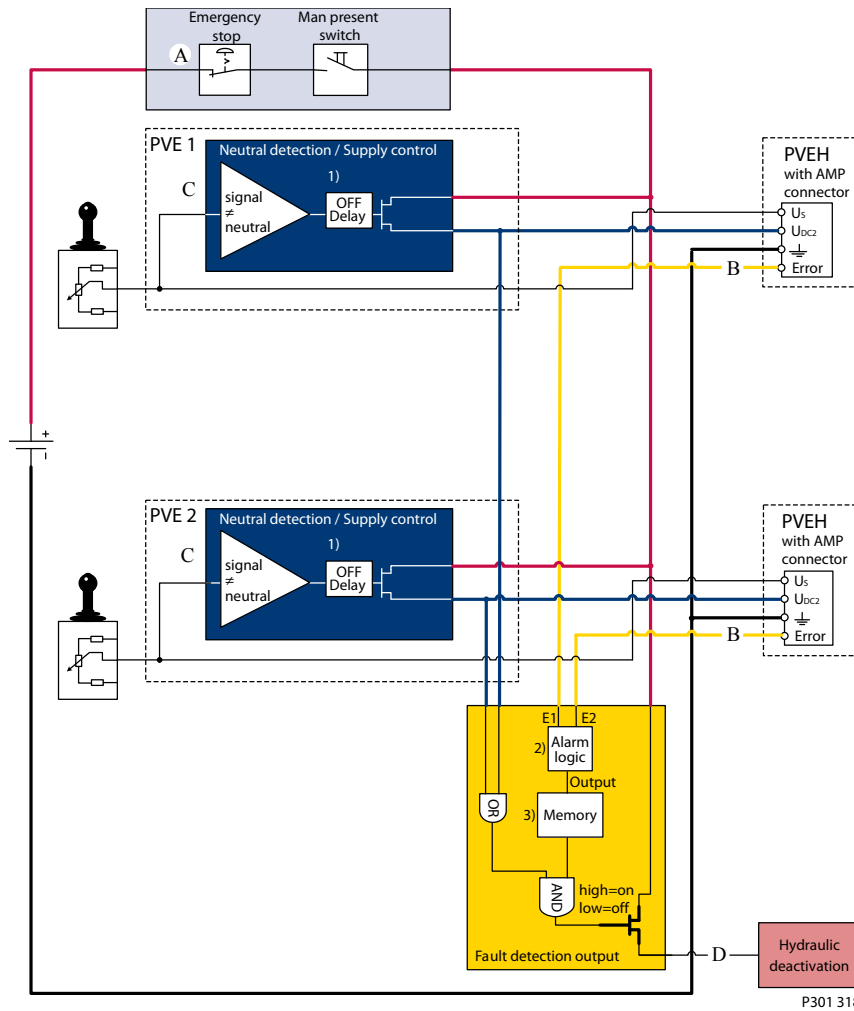 Emergency
stop
Man present
switch
A
PVE 1
Neutral detection / Supply control
C
signal
≠
neutral
1)
OFF
Delay
PVEH
with AMP
connector
Us
UDC2
Error
B
+
-
PVE 2
Neutral detection / Supply control
C
signal
≠
neutral
1)
OFF
Delay
PVEH
with AMP
connector
Us
UDC2
Error
B
E1 E2
2)
Alarm
logic
Output
3)
Memory
OR
AND
high=on
low=off
Fault detection output
D
Hydraulic
deactivation
P301 318